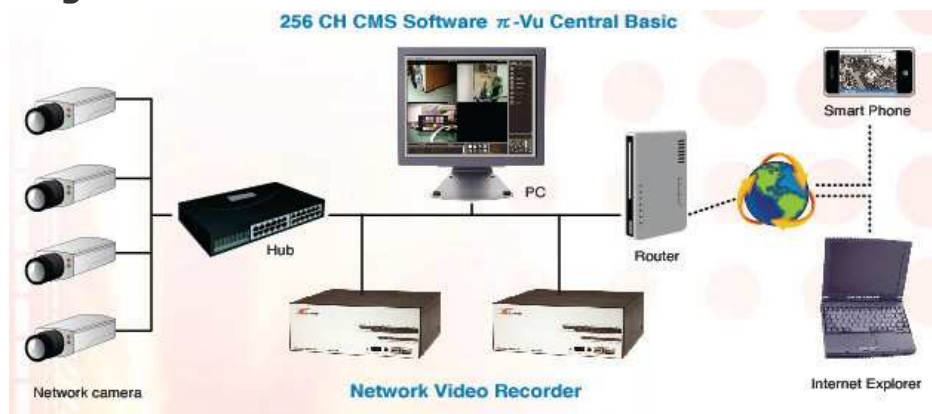 256 CH CMS Software π-Vu Central Basic
Smart Phone
PC
Hub
Router
Network camera
Network Video Recorder
Internet Explorer